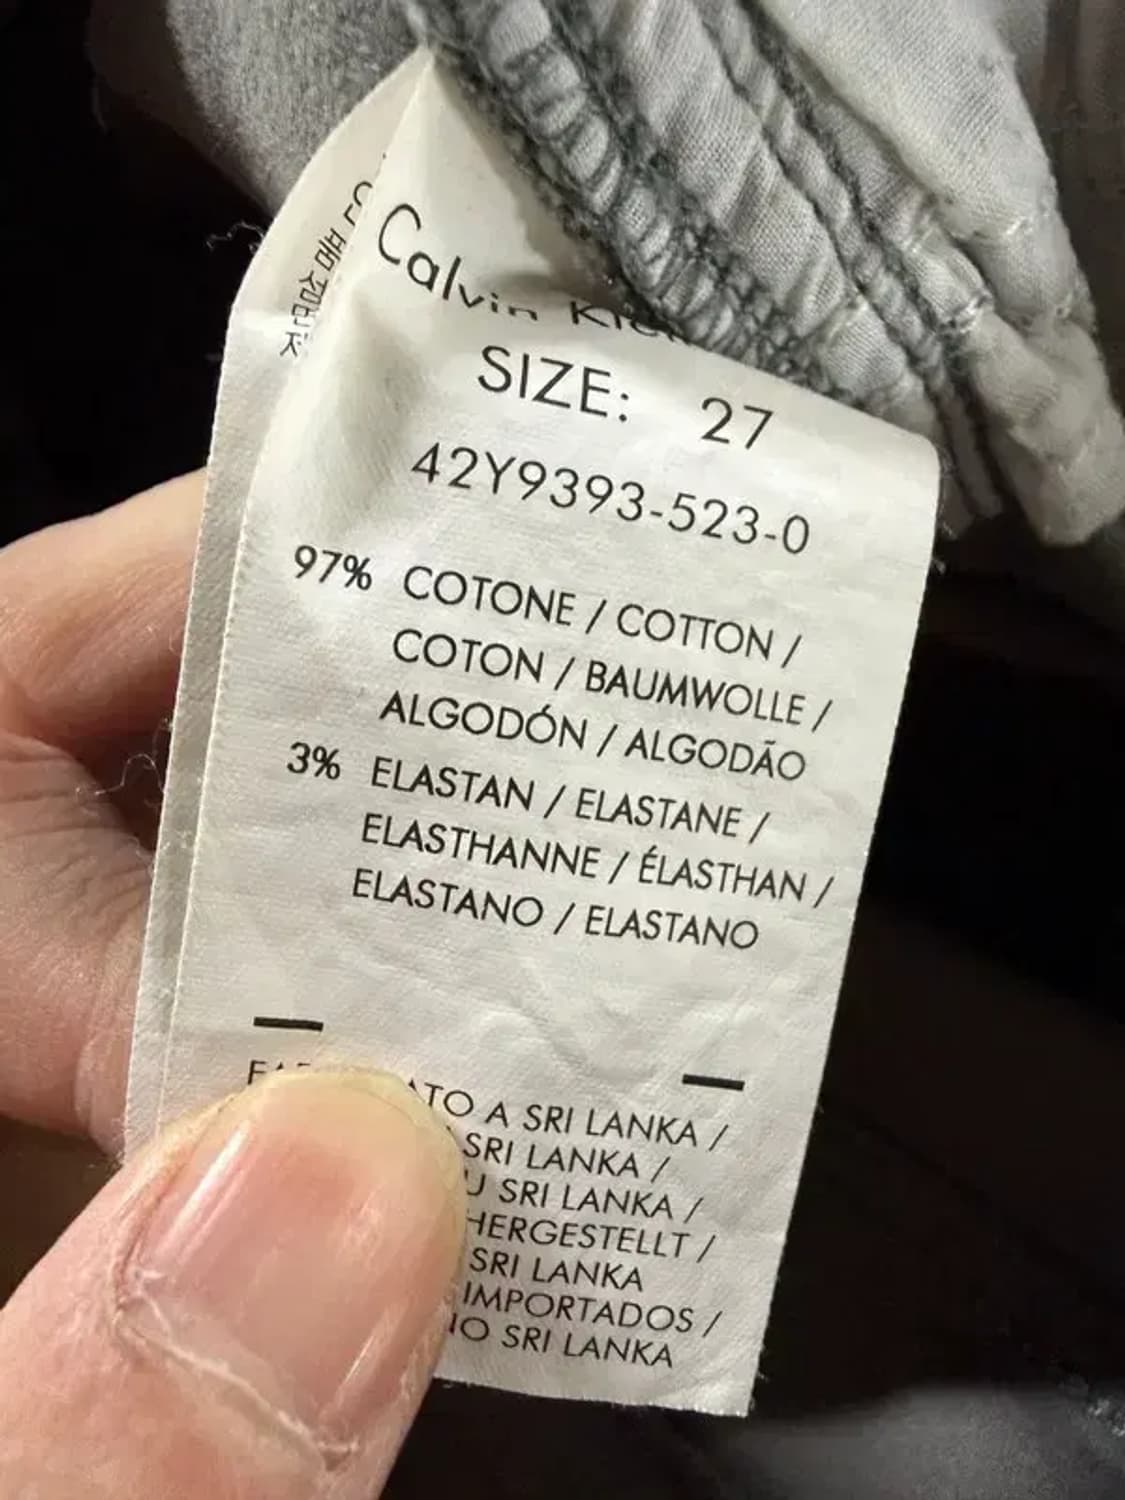 Calvin
SIZE: 27
42Y9393-523-0
97% COTONE / COTTON /
COTON / BAUMWOLLE /
ALGODÓN / ALGODÃO
3% ELASTAN / ELASTANE /
ELASTHANNE / ÉLASTHAN /
ELASTANO / ELASTANO
A SRI LANKA /
SRI LANKA /
SRI LANKA /
HERGESTELLT /
SRI LANKA
IMPORTADOS /
SRI LANKA